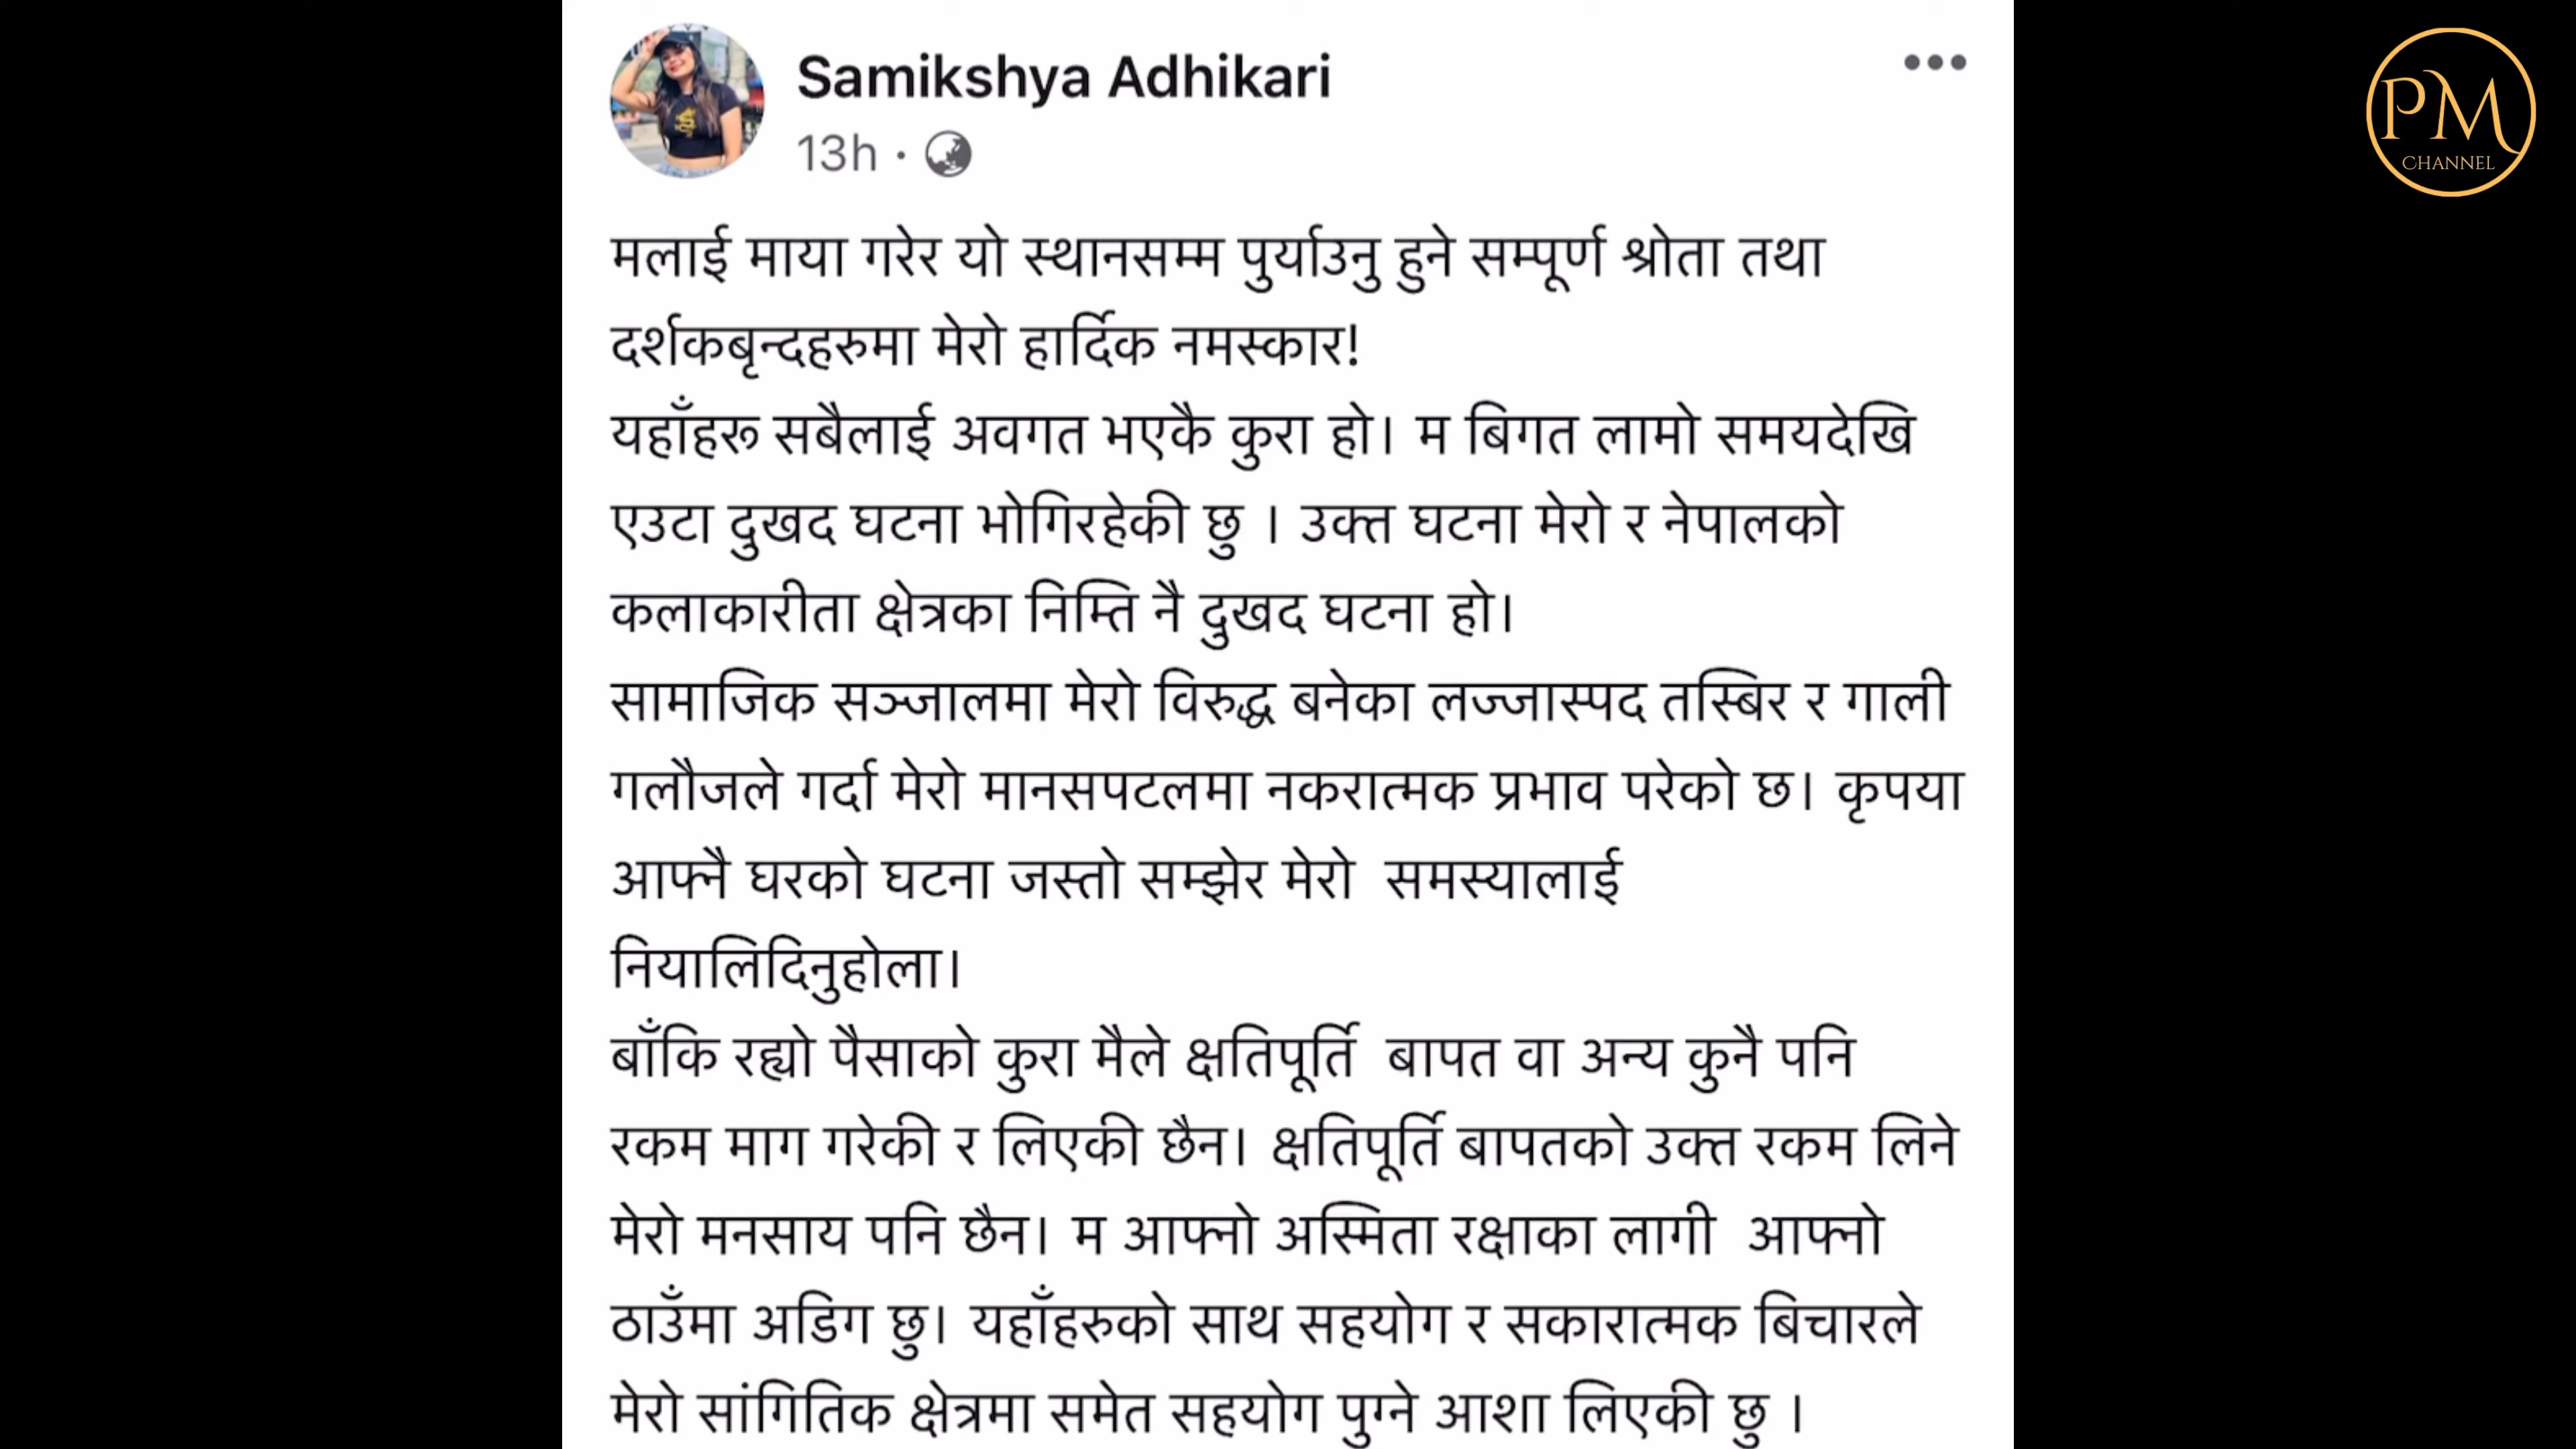 Samikshya Adhikari
13h ·
मलाई माया गरेर यो स्थानसम्म पुर्याउनु हुने सम्पूर्ण श्रोता तथा
दर्शकबृन्दहरुमा मेरो हार्दिक नमस्कार!
यहाँहरू सबैलाई अवगत भएकै कुरा हो। म बिगत लामो समयदेखि
एउटा दुखद घटना भोगिरहेकी छु । उक्त घटना मेरो र नेपालको
कलाकारीता क्षेत्रका निम्ति नै दुखद घटना हो।
सामाजिक सञ्जालमा मेरो विरुद्ध बनेका लज्जास्पद तस्बिर र गाली
गलौजले गर्दा मेरो मानसपटलमा नकरात्मक प्रभाव परेको छ। कृपया
आफ्नै घरको घटना जस्तो सम्झेर मेरो  समस्यालाई
नियालिदिनुहोला।
बाँकि रह्यो पैसाको कुरा मैले क्षतिपूर्ति  बापत वा अन्य कुनै पनि
रकम माग गरेकी र लिएकी छैन। क्षतिपूर्ति बापतको उक्त रकम लिने
मेरो मनसाय पनि छैन। म आफ्नो अस्मिता रक्षाका लागी  आफ्नो
ठाउँमा अडिग छु। यहाँहरुको साथ सहयोग र सकारात्मक बिचारले
मेरो सांगितिक क्षेत्रमा समेत सहयोग पुग्ने आशा लिएकी छु ।
PM
CHANNEL